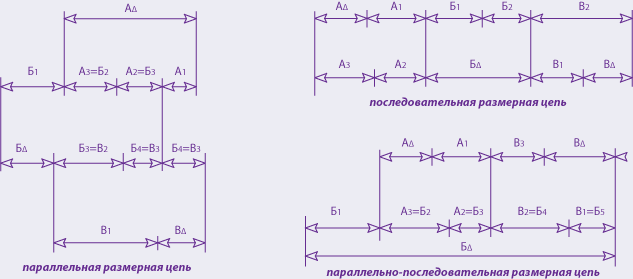 АΔ
Б1 А3=Б2 А2=Б3 А1
БΔ Б3=В2 Б4=В3 Б4=В3
В1 ВΔ
параллельная размерная цепь
АΔ А1 Б1 Б2 В2
А3 А2 БΔ В1 ВΔ
последовательная размерная цепь
АΔ А1 В3 ВΔ
Б1 А3=Б2 А2=Б3 В2=Б4 В1=Б5
БΔ
параллельно-последовательная размерная цепь